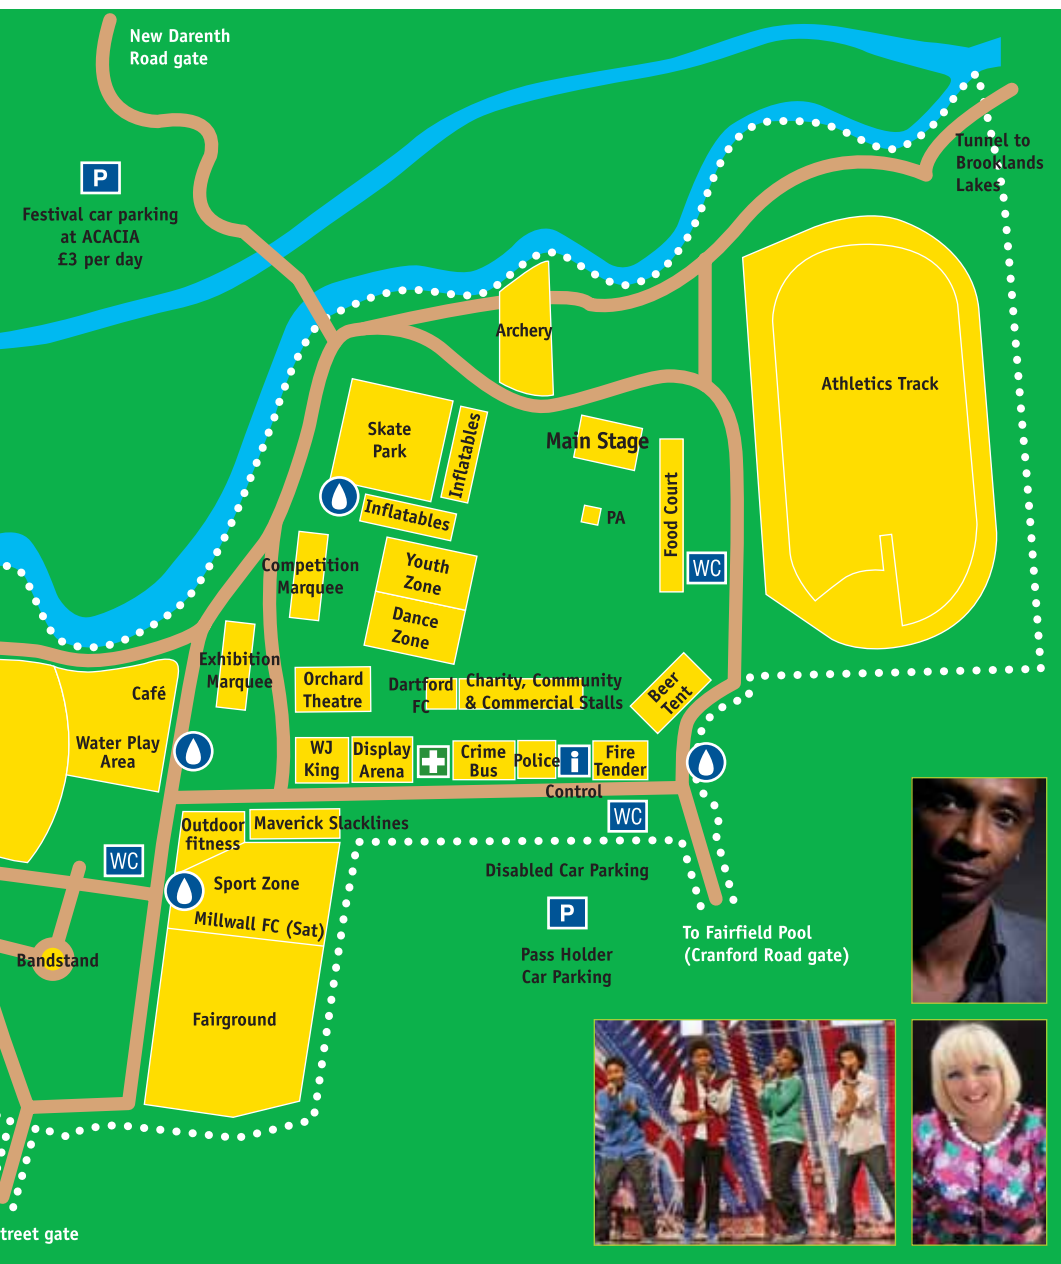 New Darenth
Road gate
P
Festival car parking
at ACACIA
£3 per day
Tunnel to
Brooklands
Lakes
Archery
Athletics Track
Skate
Park
Inflatables
Main Stage
Inflatables
PA
Food Court
WC
Competition
Marquee
Youth
Zone
Dance
Zone
Exhibition
Marquee
Orchard
Theatre
Dartford
FC
Charity, Community
& Commercial Stalls
Beer
Tent
Café
Water Play
Area
WJ
King
Display
Arena
Crime
Bus
Police
i
Fire
Tender
Control
WC
Outdoor
fitness
Maverick Slacklines
WC
Sport Zone
Millwall FC (Sat)
Disabled Car Parking
P
Pass Holder
Car Parking
To Fairfield Pool
(Cranford Road gate)
Bandstand
Fairground
treet gate